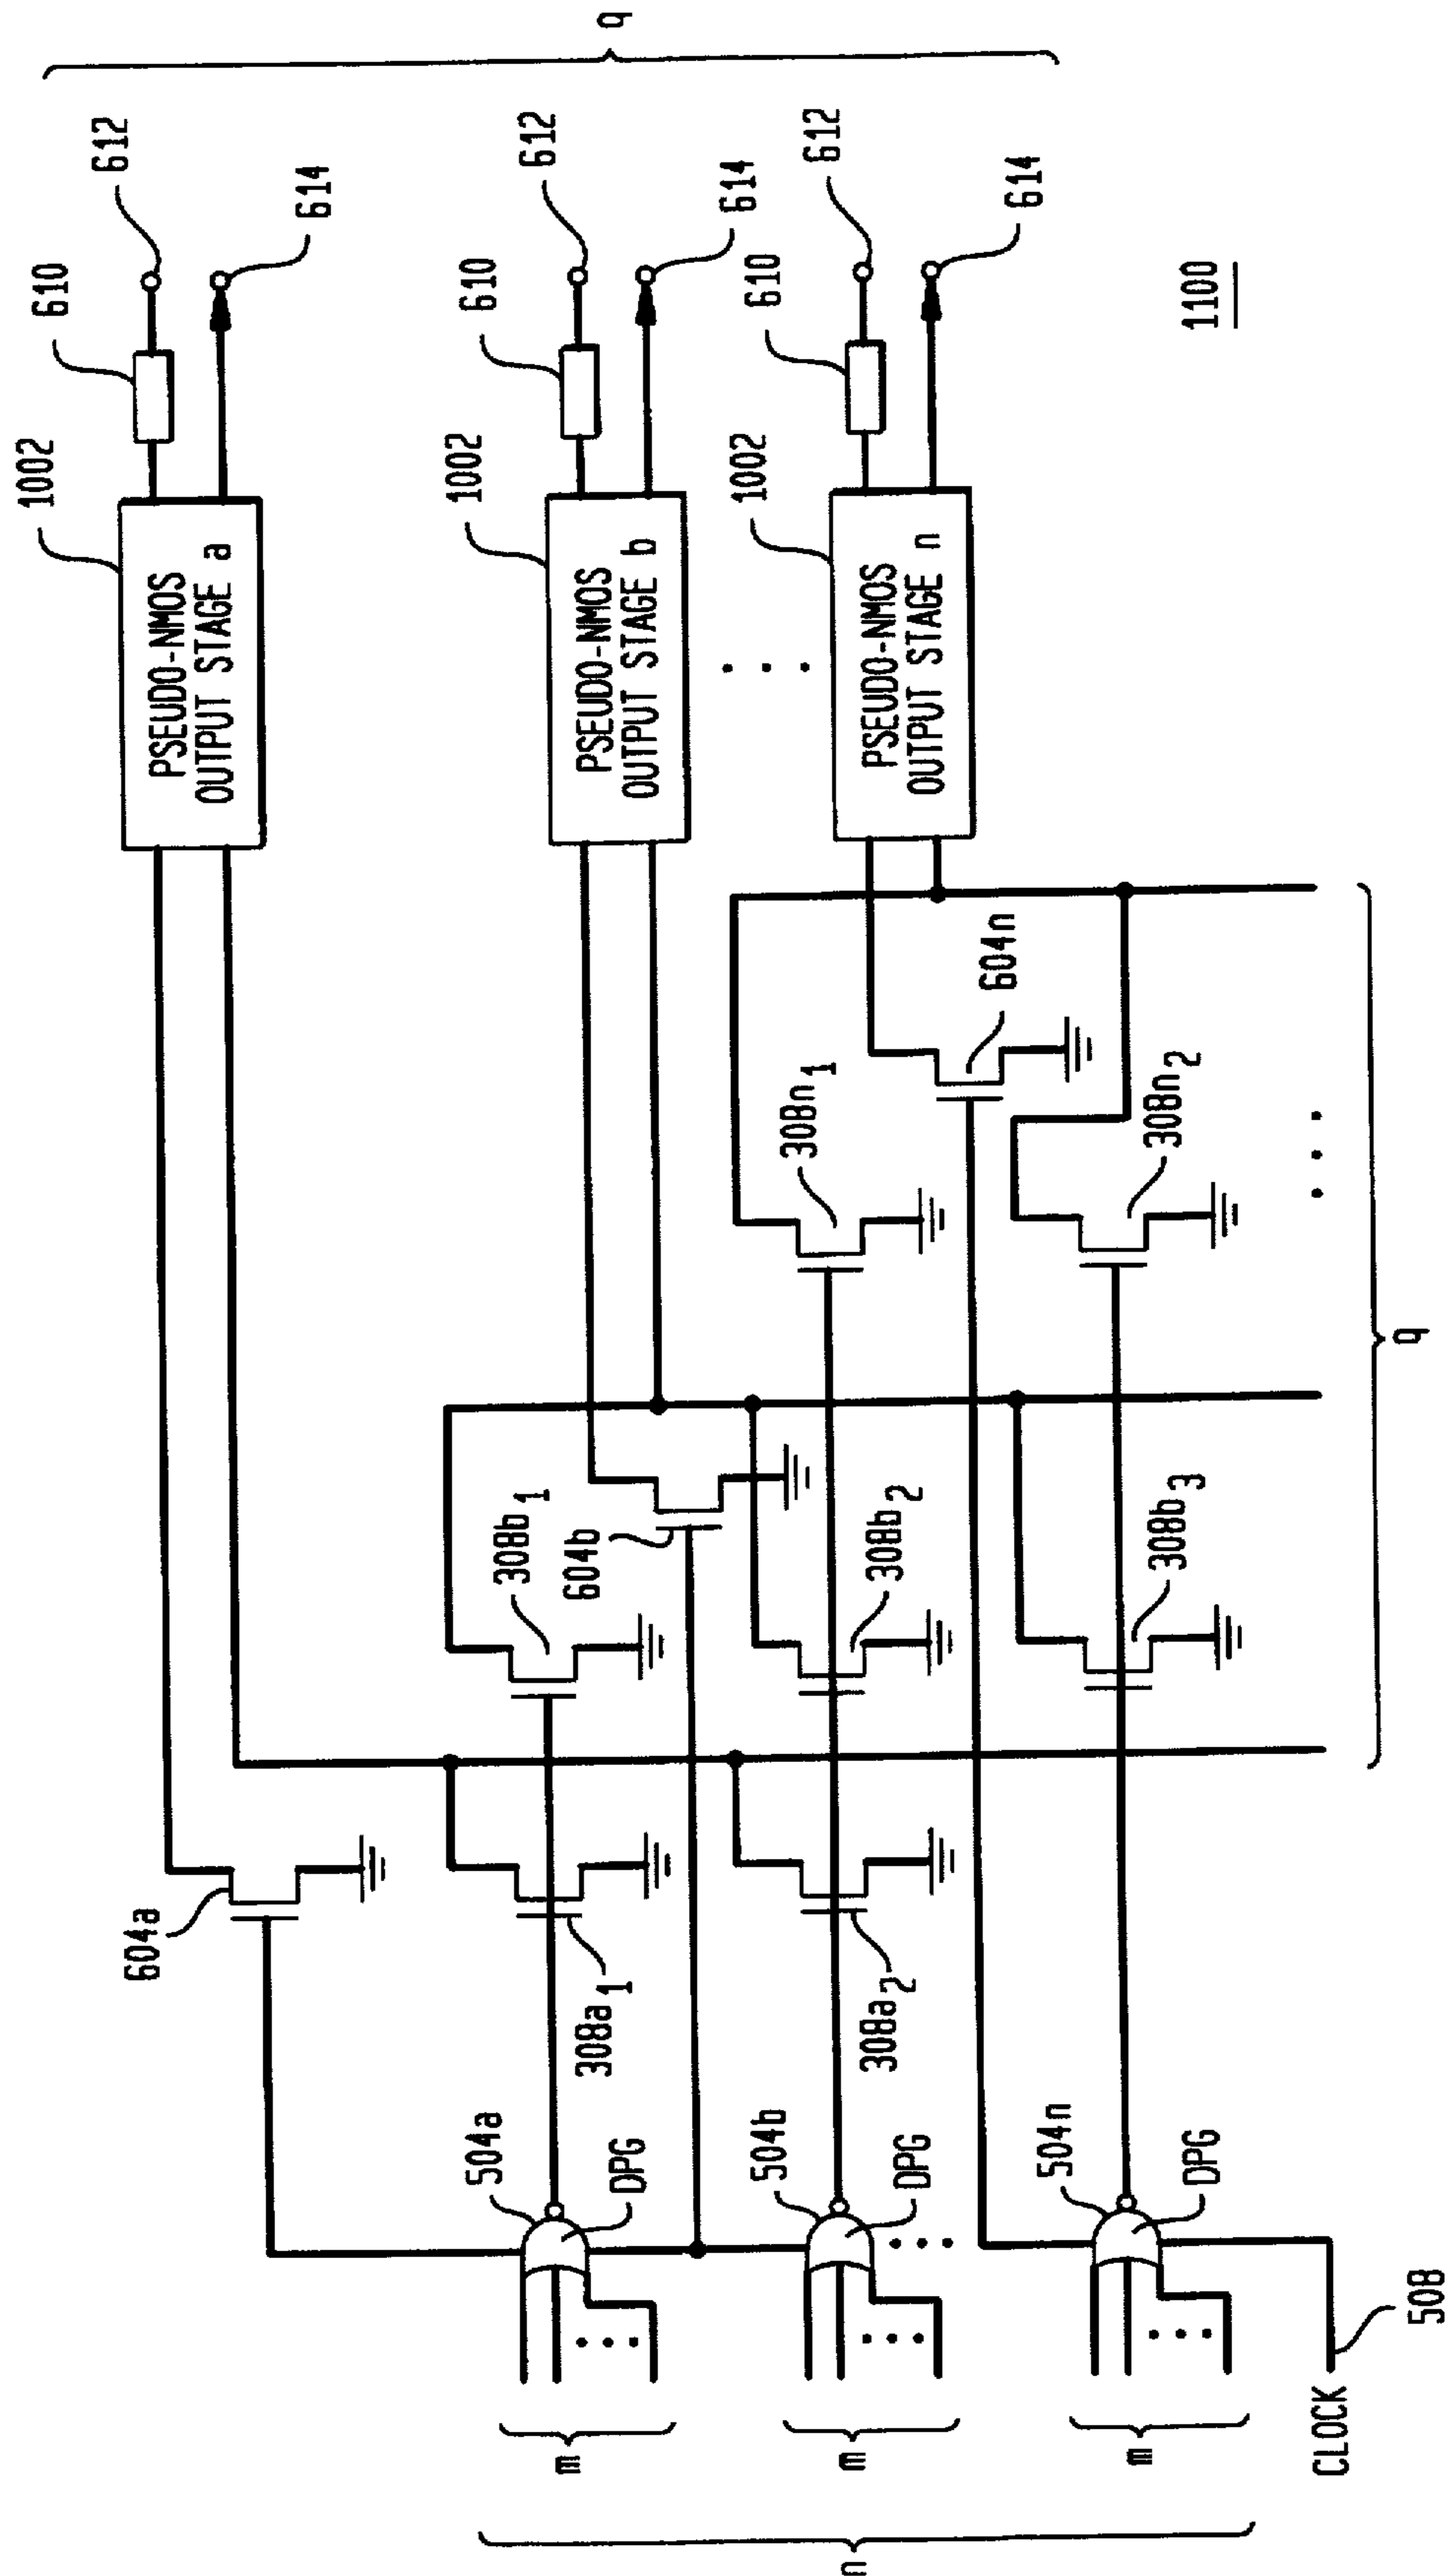 1002
610
612
PSEUDO-NMOS
OUTPUT STAGE a
614
q
604a
1002
610
612
PSEUDO-NMOS
OUTPUT STAGE b
614
504a
DPG
m
308a1
308b1
604b
1002
610
612
PSEUDO-NMOS
OUTPUT STAGE n
614
504b
DPG
m
308a2
308b2
308n1
604n
504n
DPG
m
n
308b3
308n2
CLOCK
508
q
1100